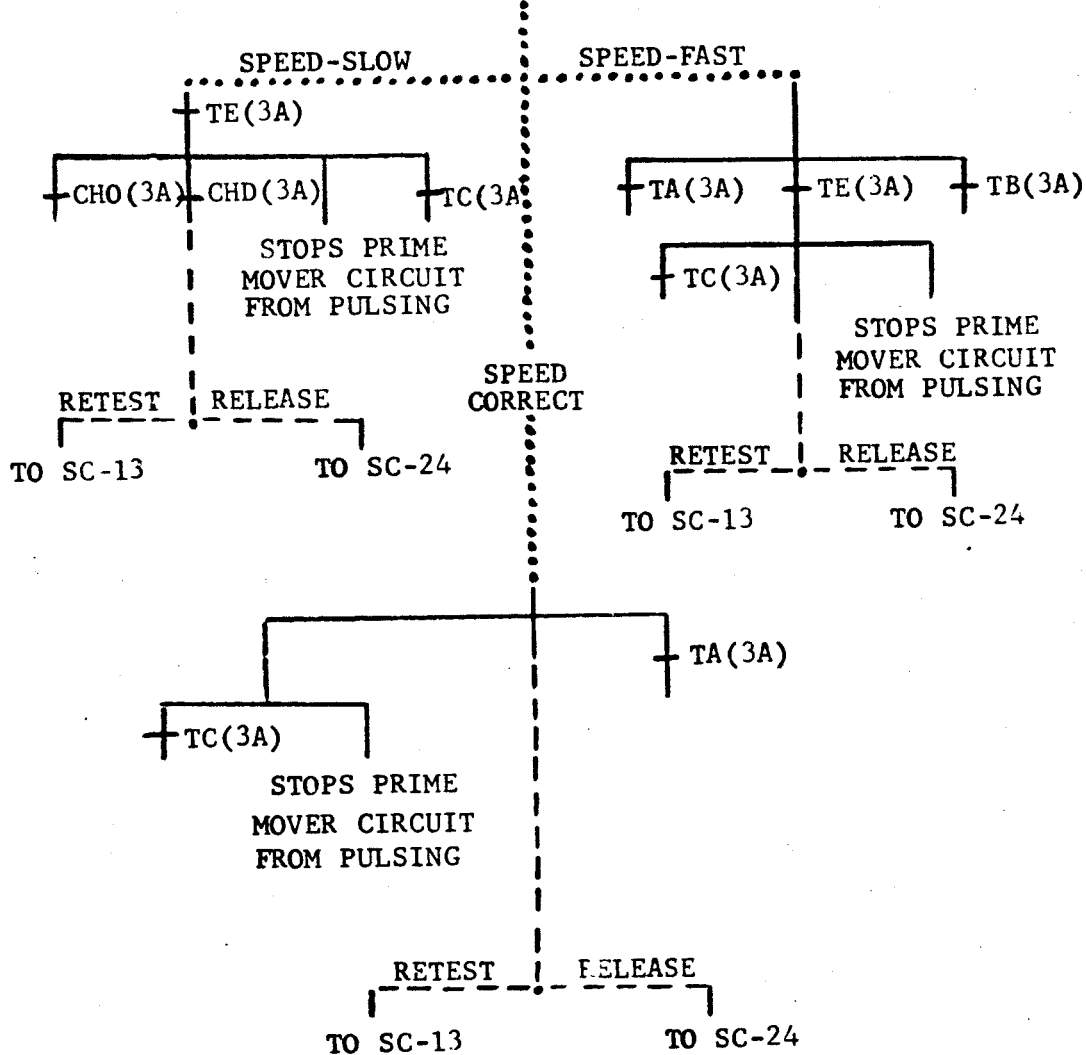 SPEED-SLOW
SPEED-FAST
TE(3A)
CHO(3A)
CHD(3A)
TC(3A
STOPS PRIME
MOVER CIRCUIT
FROM PULSING
RETEST
RELEASE
TO SC-13
TO SC-24
TA(3A)
TE(3A)
TB(3A)
TC(3A)
STOPS PRIME
MOVER CIRCUIT
FROM PULSING
RETEST
RELEASE
TO SC-13
TO SC-24
SPEED
CORRECT
TA(3A)
TC(3A)
STOPS PRIME
MOVER CIRCUIT
FROM PULSING
RETEST
RELEASE
TO SC-13
TO SC-24